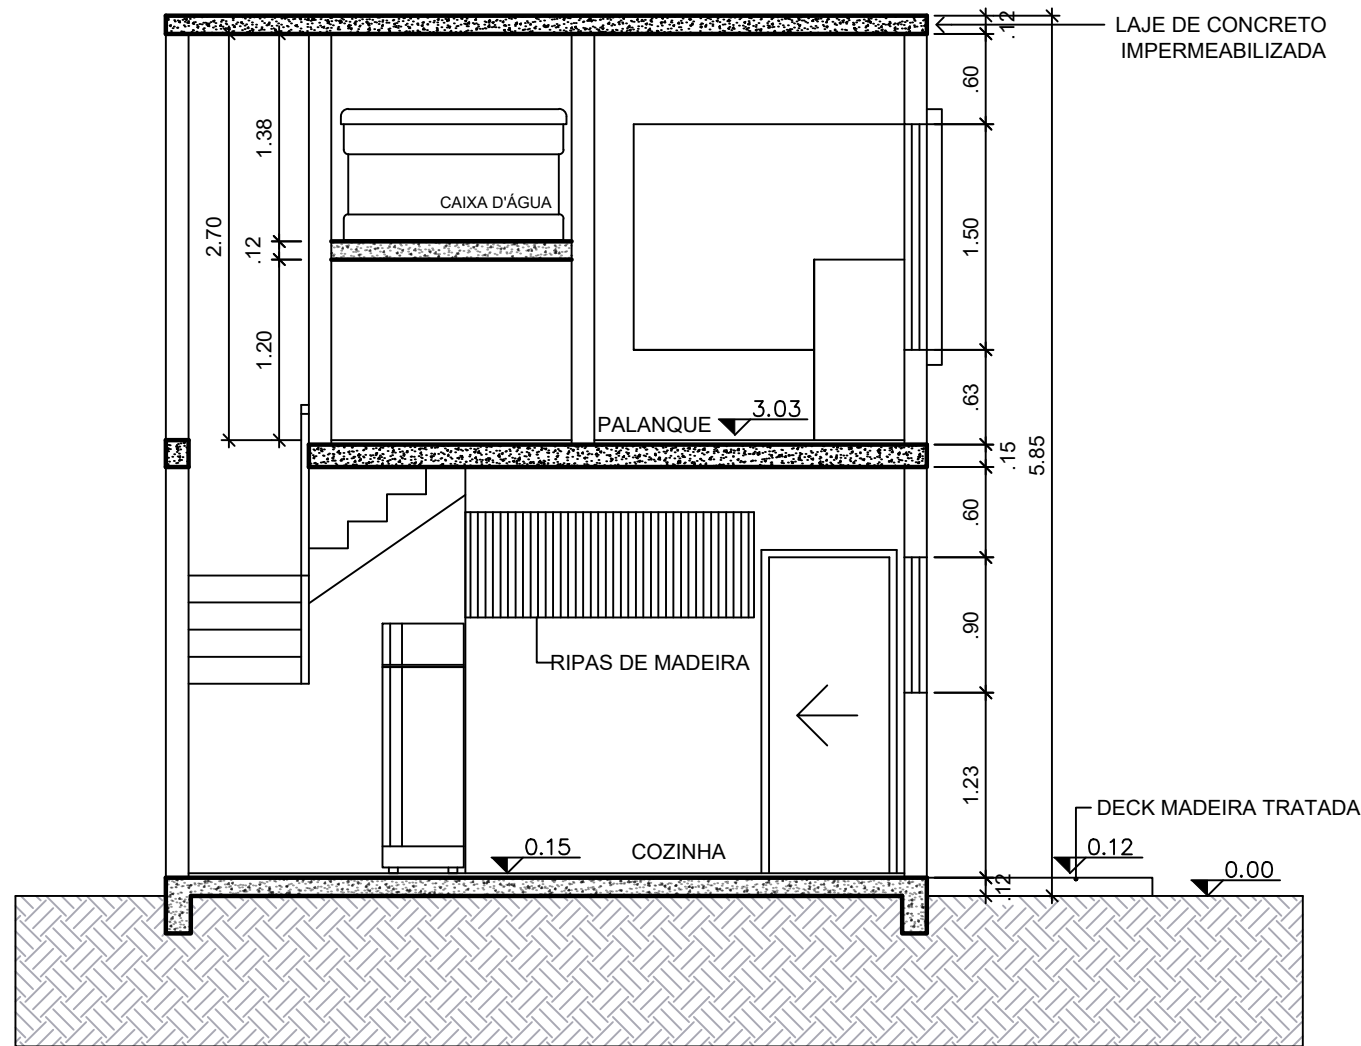 .12
LAJE DE CONCRETO
IMPERMEABILIZADA
.60
1.38
CAIXA D'ÁGUA
2.70
.12
1.50
1.20
.63
PALANQUE 3.03
.15
5.85
.60
.90
RIPAS DE MADEIRA
1.23
DECK MADEIRA TRATADA
0.15
COZINHA
0.12
0.00
.12